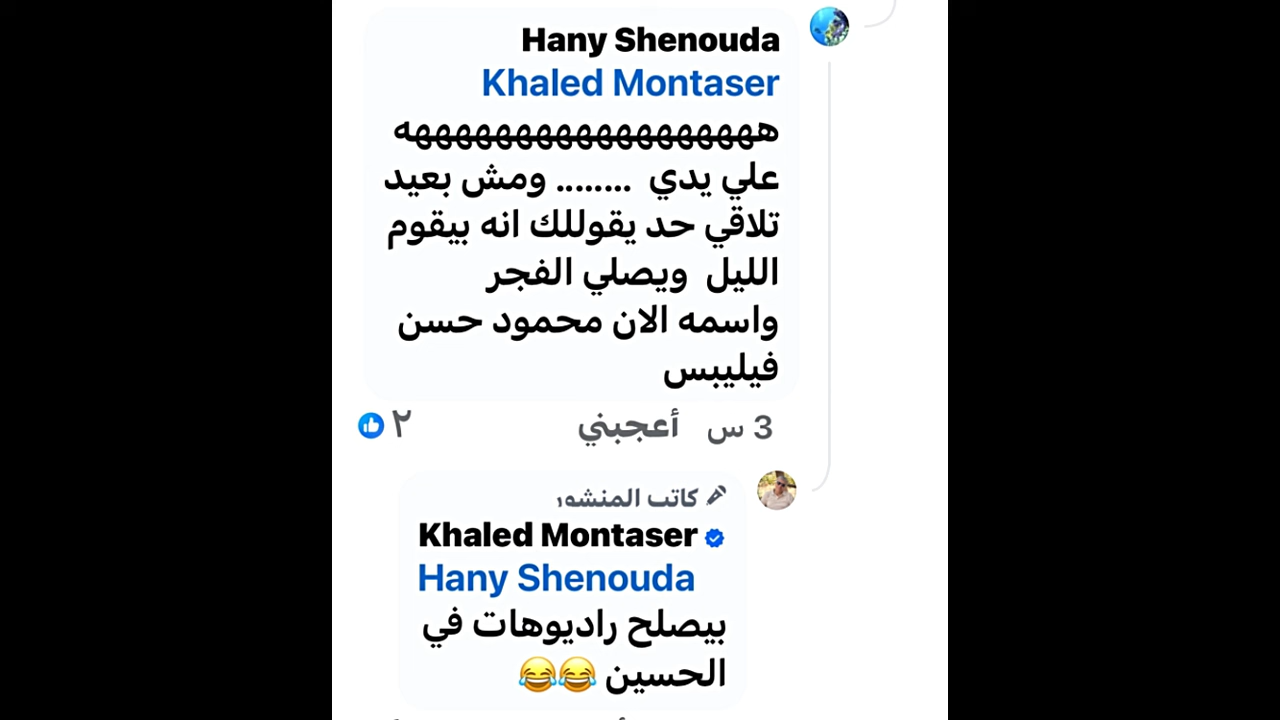 Hany Shenouda
Khaled Montaser
هههههههههههههههههه
علي يدي ........ ومش بعيد
تلاقي حد يقوللك انه بيقوم
الليل ويصلي الفجر
واسمه الان محمود حسن
فيليبس
3 س أعجبني ٢
كاتب المنشور
Khaled Montaser
Hany Shenouda
بيصلح راديوهات في
الحسين 😂😂